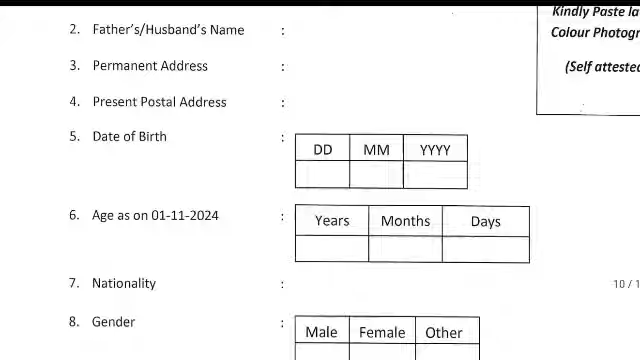 2. Father's/Husband's Name :
Kindly Paste la
Colour Photogr
3. Permanent Address :
(Self attested
4. Present Postal Address :
5. Date of Birth :
DD MM YYYY
6. Age as on 01-11-2024 :
Years Months Days
7. Nationality :
10 / 1
8. Gender :
Male Female Other